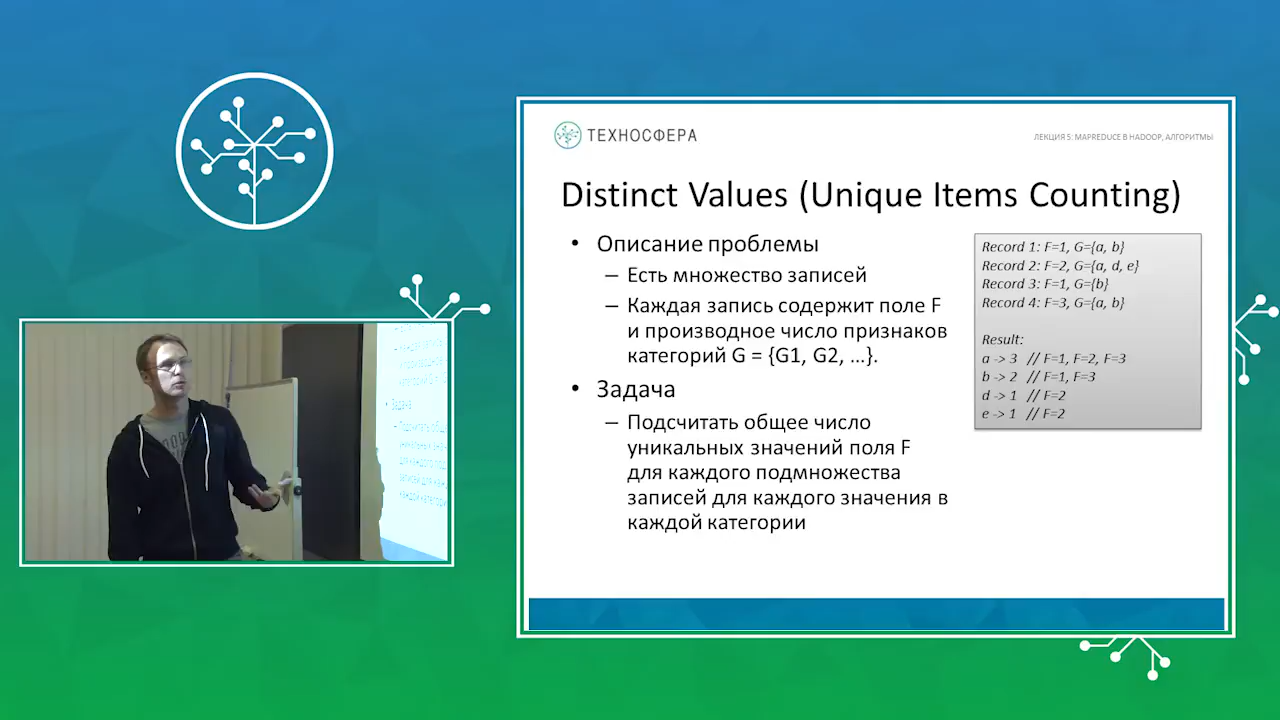 ТЕХНОСФЕРА
ЛЕКЦИЯ 5: MAPREDUCE В HADOOP, АЛГОРИТМЫ
Distinct Values (Unique Items Counting)
• Описание проблемы
– Есть множество записей
– Каждая запись содержит поле F
и производное число признаков
категорий G = {G1, G2, …}.
• Задача
– Подсчитать общее число
уникальных значений поля F
для каждого подмножества
записей для каждого значения в
каждой категории
Record 1: F=1, G={a, b}
Record 2: F=2, G={a, d, e}
Record 3: F=1, G={b}
Record 4: F=3, G={a, b}
Result:
a -> 3 // F=1, F=2, F=3
b -> 2 // F=1, F=3
d -> 1 // F=2
e -> 1 // F=2